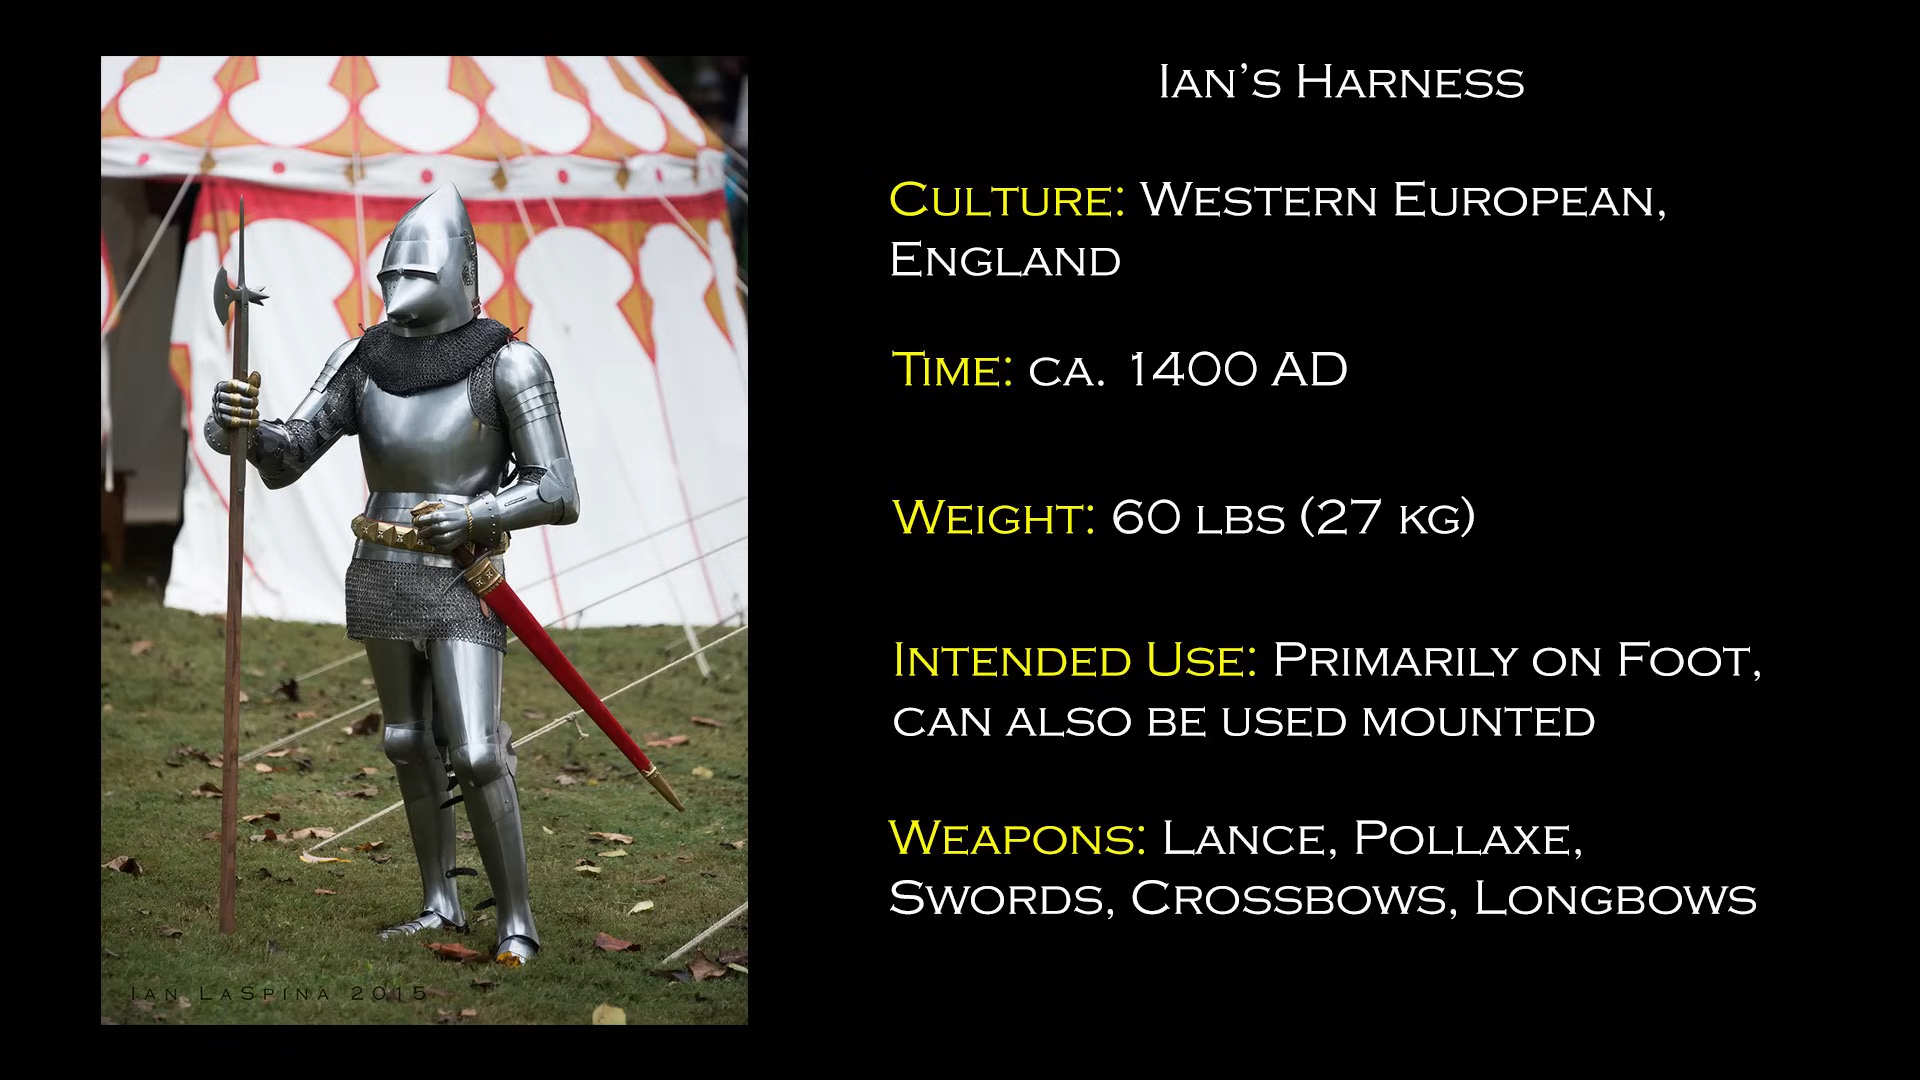 Ian's Harness
Culture: Western European,
England
Time: ca. 1400 AD
Weight: 60 lbs (27 kg)
Intended Use: Primarily on Foot,
can also be used mounted
Weapons: Lance, Pollaxe,
Swords, Crossbows, Longbows
Ian LaSpina 2015